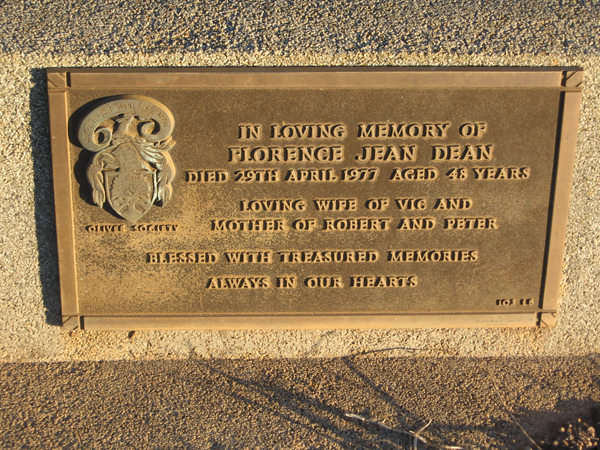 IN LOVING MEMORY OF
FLORENCE JEAN DEAN
DIED 29TH APRIL 1977 AGED 48 YEARS
LOVING WIFE OF VIC AND
MOTHER OF ROBERT AND PETER
OLIVER SOCIETY
BLESSED WITH TREASURED MEMORIES
ALWAYS IN OUR HEARTS